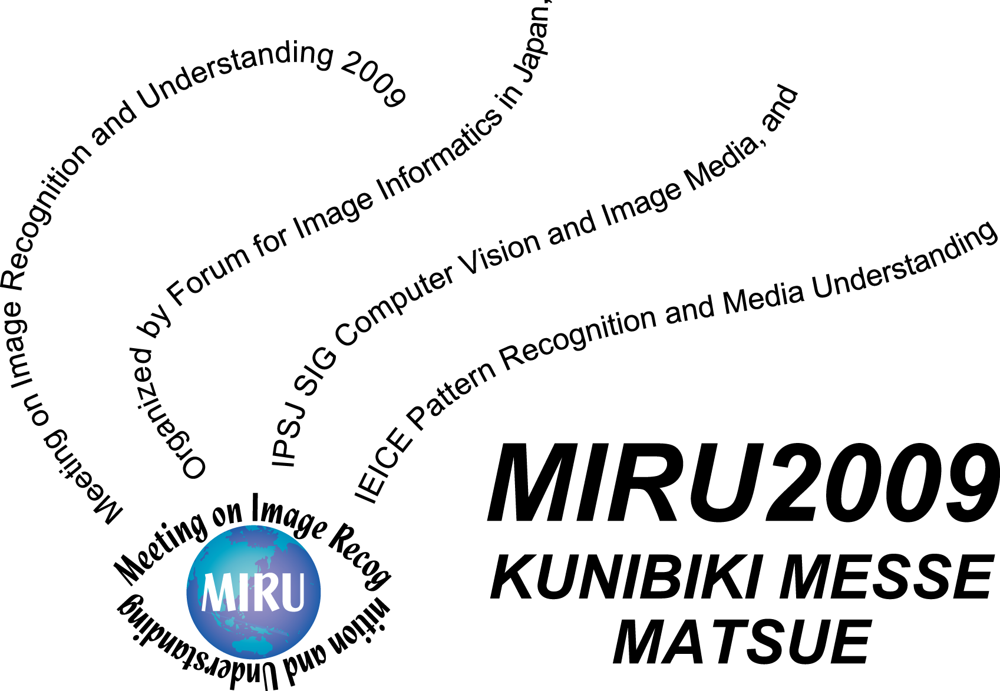 Meeting on Image Recognition and Understanding 2009
Organized by Forum for Image Informatics in Japan,
IPSJ SIG Computer Vision and Image Media, and
IEICE Pattern Recognition and Media Understanding
Meeting on Image Recog
nition and Understanding
MIRU
MIRU2009
KUNIBIKI MESSE
MATSUE